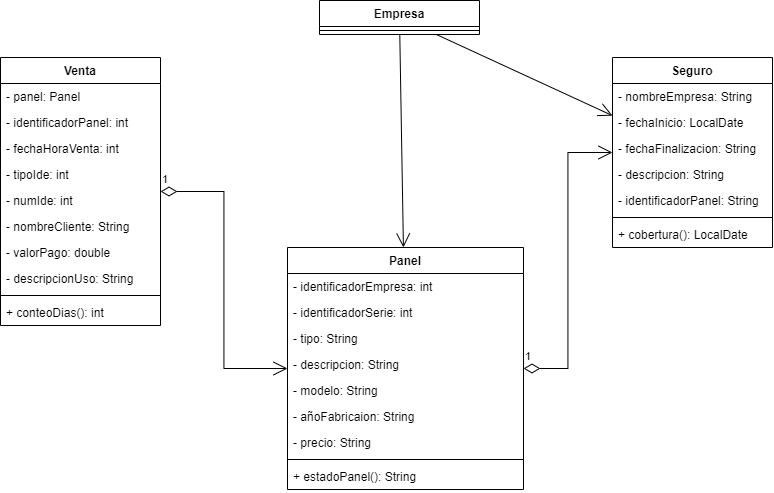 Empresa
Venta
- panel: Panel
- identificadorPanel: int
- fechaHoraVenta: int
- tipoIde: int
- numIde: int
- nombreCliente: String
- valorPago: double
- descripcionUso: String
+ conteoDias(): int
1
Seguro
- nombreEmpresa: String
- fechaInicio: LocalDate
- fechaFinalizacion: String
- descripcion: String
- identificadorPanel: String
+ cobertura(): LocalDate
Panel
- identificadorEmpresa: int
- identificadorSerie: int
- tipo: String
- descripcion: String
- modelo: String
- añoFabricaion: String
- precio: String
+ estadoPanel(): String
1